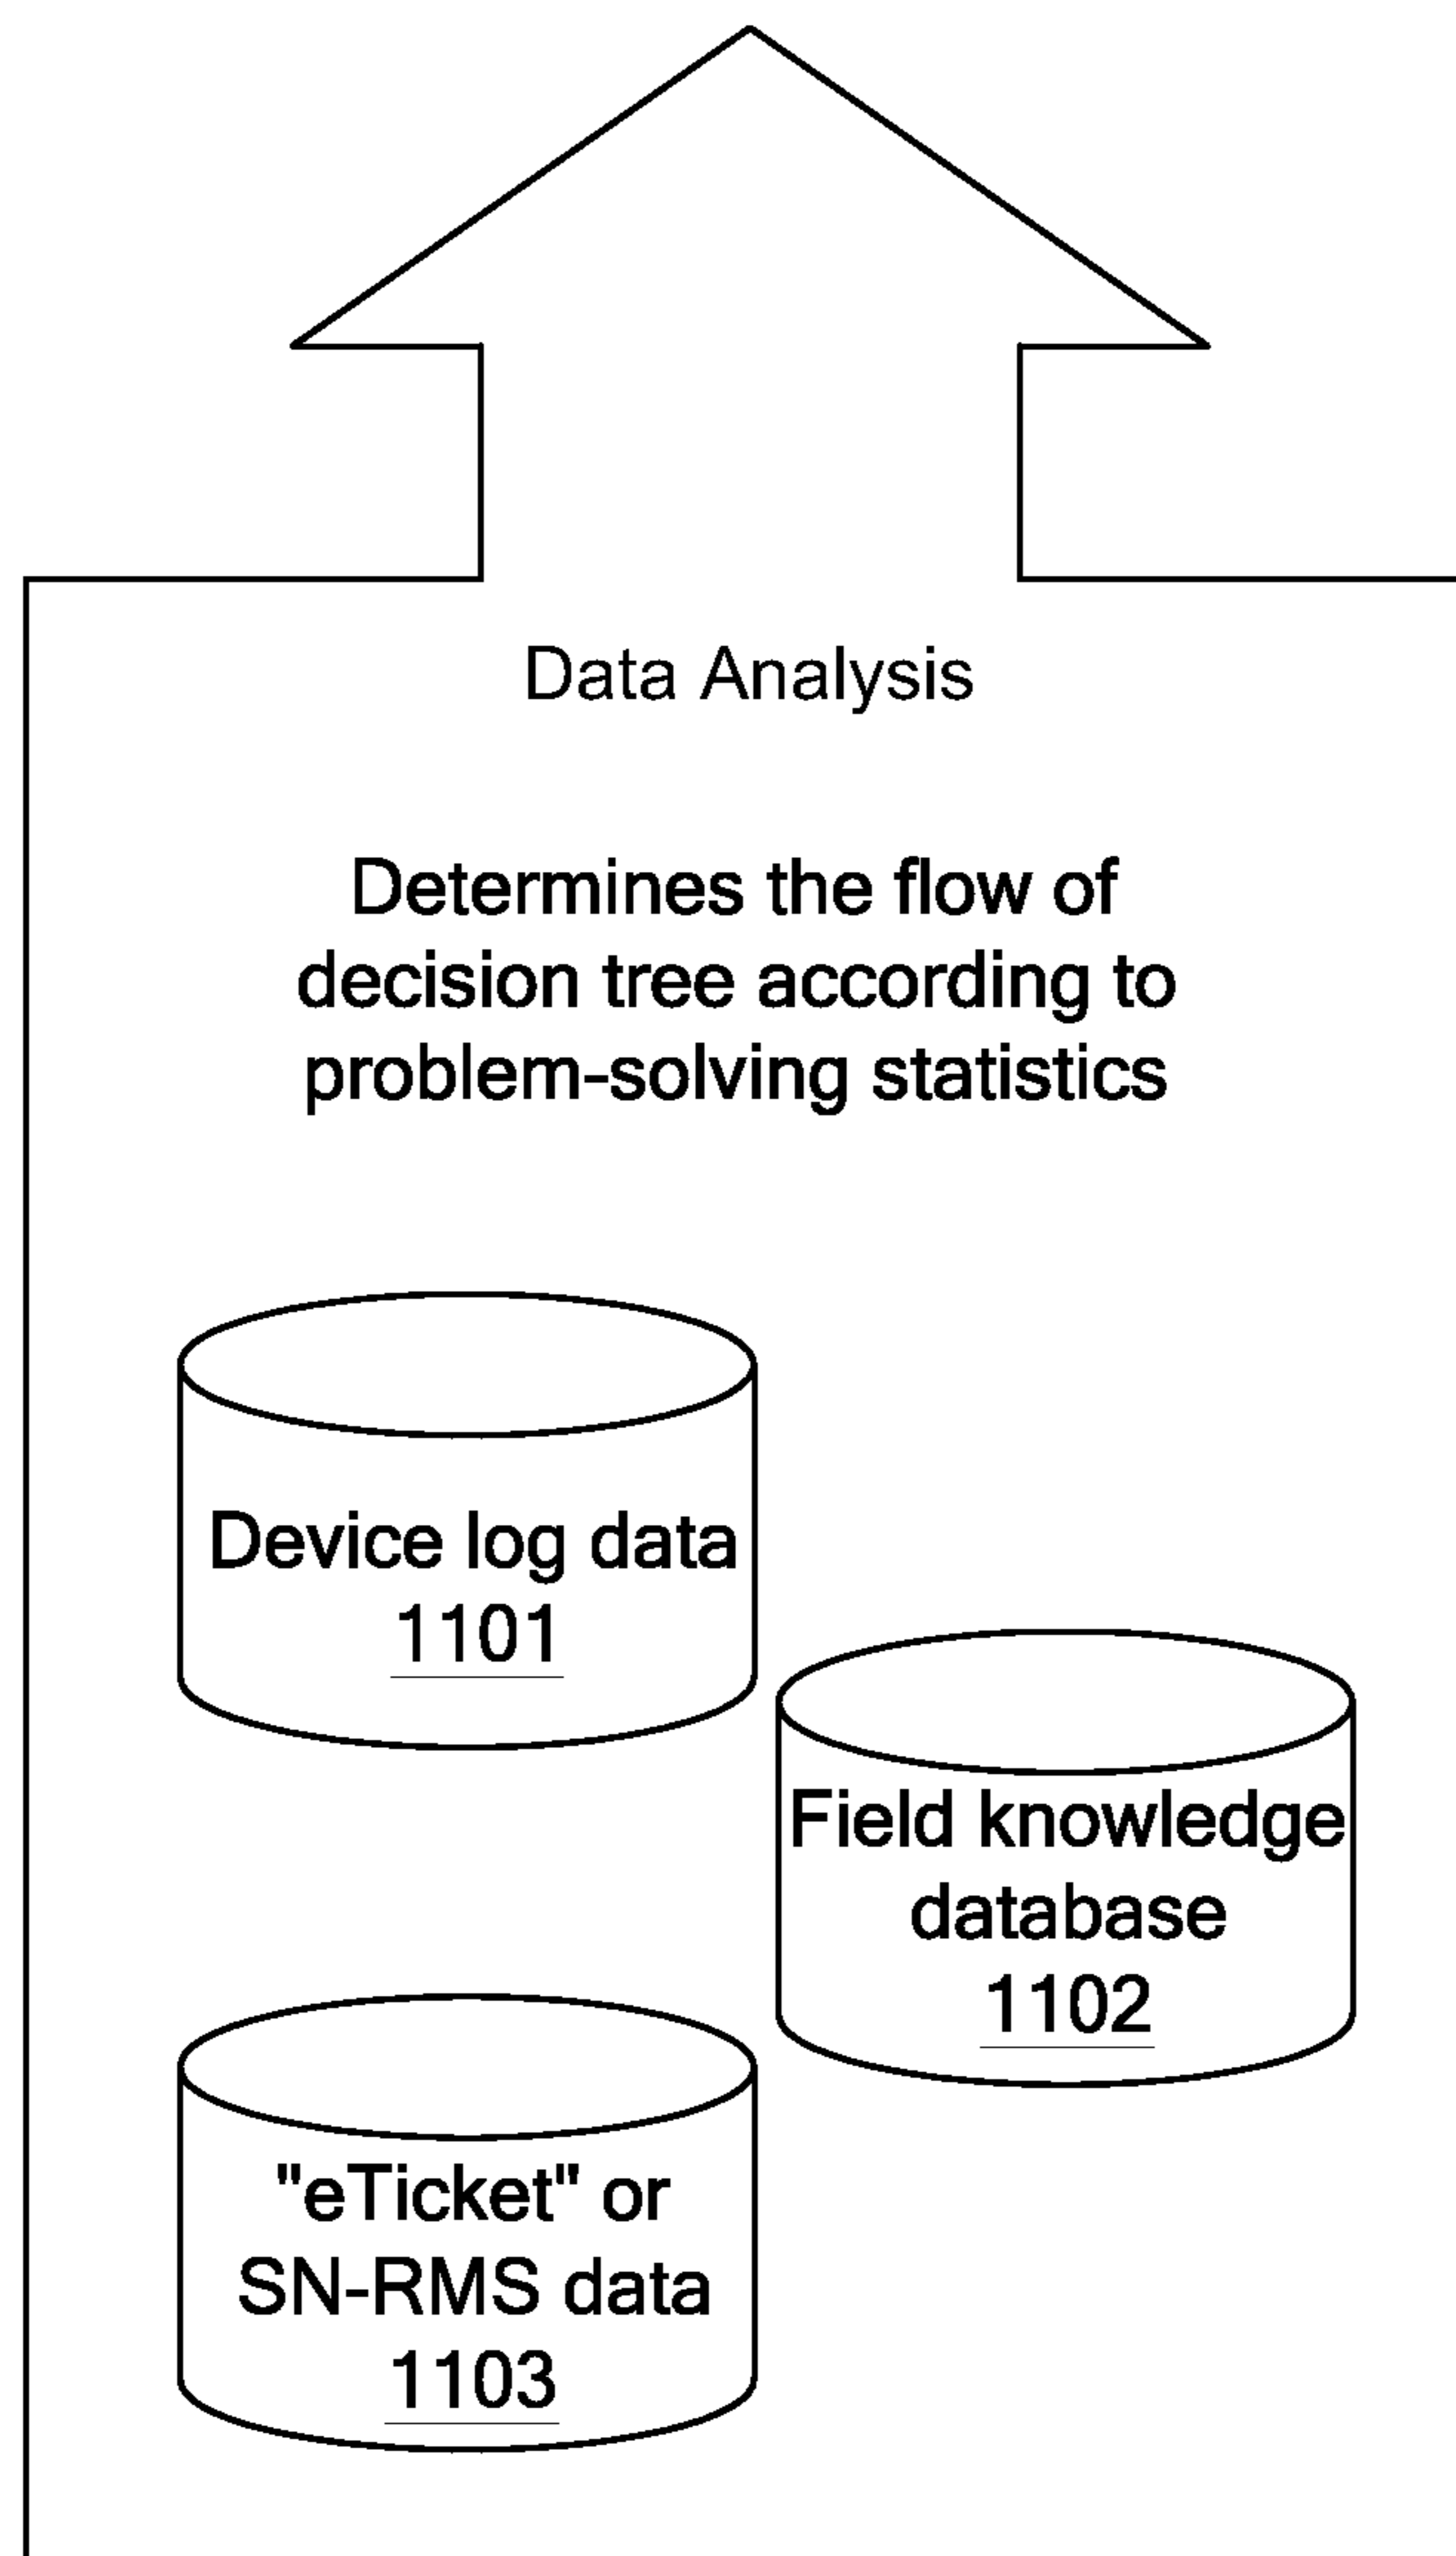 Data Analysis
Determines the flow of
decision tree according to
problem-solving statistics
Device log data
1101
Field knowledge
database
1102
"eTicket" or
SN-RMS data
1103